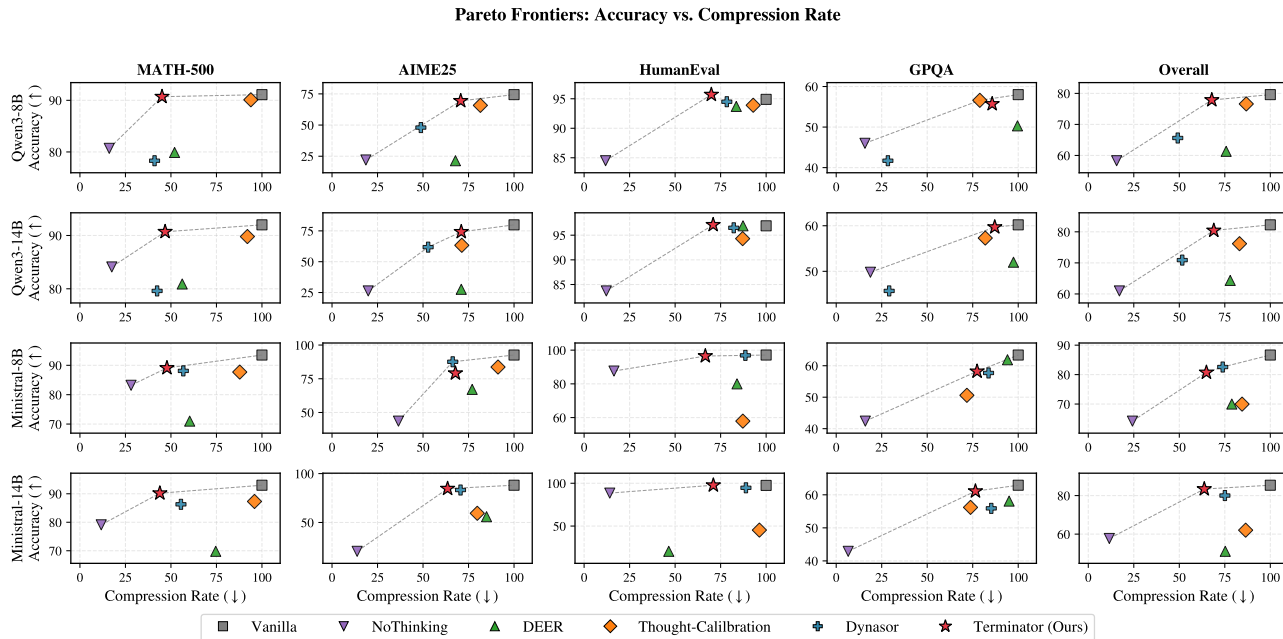 Pareto Frontiers: Accuracy vs. Compression Rate
MATH-500 AIME25 HumanEval GPQA Overall
Qwen3-8B
Accuracy (↑)
90
80
0 25 50 75 100
75
50
25
0 25 50 75 100
95
90
85
0 25 50 75 100
60
50
40
0 25 50 75 100
80
70
60
0 25 50 75 100
Qwen3-14B
Accuracy (↑)
90
80
0 25 50 75 100
75
50
25
0 25 50 75 100
95
90
85
0 25 50 75 100
60
50
0 25 50 75 100
80
70
60
0 25 50 75 100
Ministral-8B
Accuracy (↑)
90
80
70
0 25 50 75 100
100
75
50
0 25 50 75 100
100
80
60
0 25 50 75 100
60
50
40
0 25 50 75 100
90
80
70
0 25 50 75 100
Ministral-14B
Accuracy (↑)
90
80
70
0 25 50 75 100
100
50
0 25 50 75 100
100
50
0 25 50 75 100
60
50
40
0 25 50 75 100
80
60
0 25 50 75 100
Compression Rate (↓) Compression Rate (↓) Compression Rate (↓) Compression Rate (↓) Compression Rate (↓)
Vanilla NoThinking DEER Thought-Calilbration Dynasor Terminator (Ours)